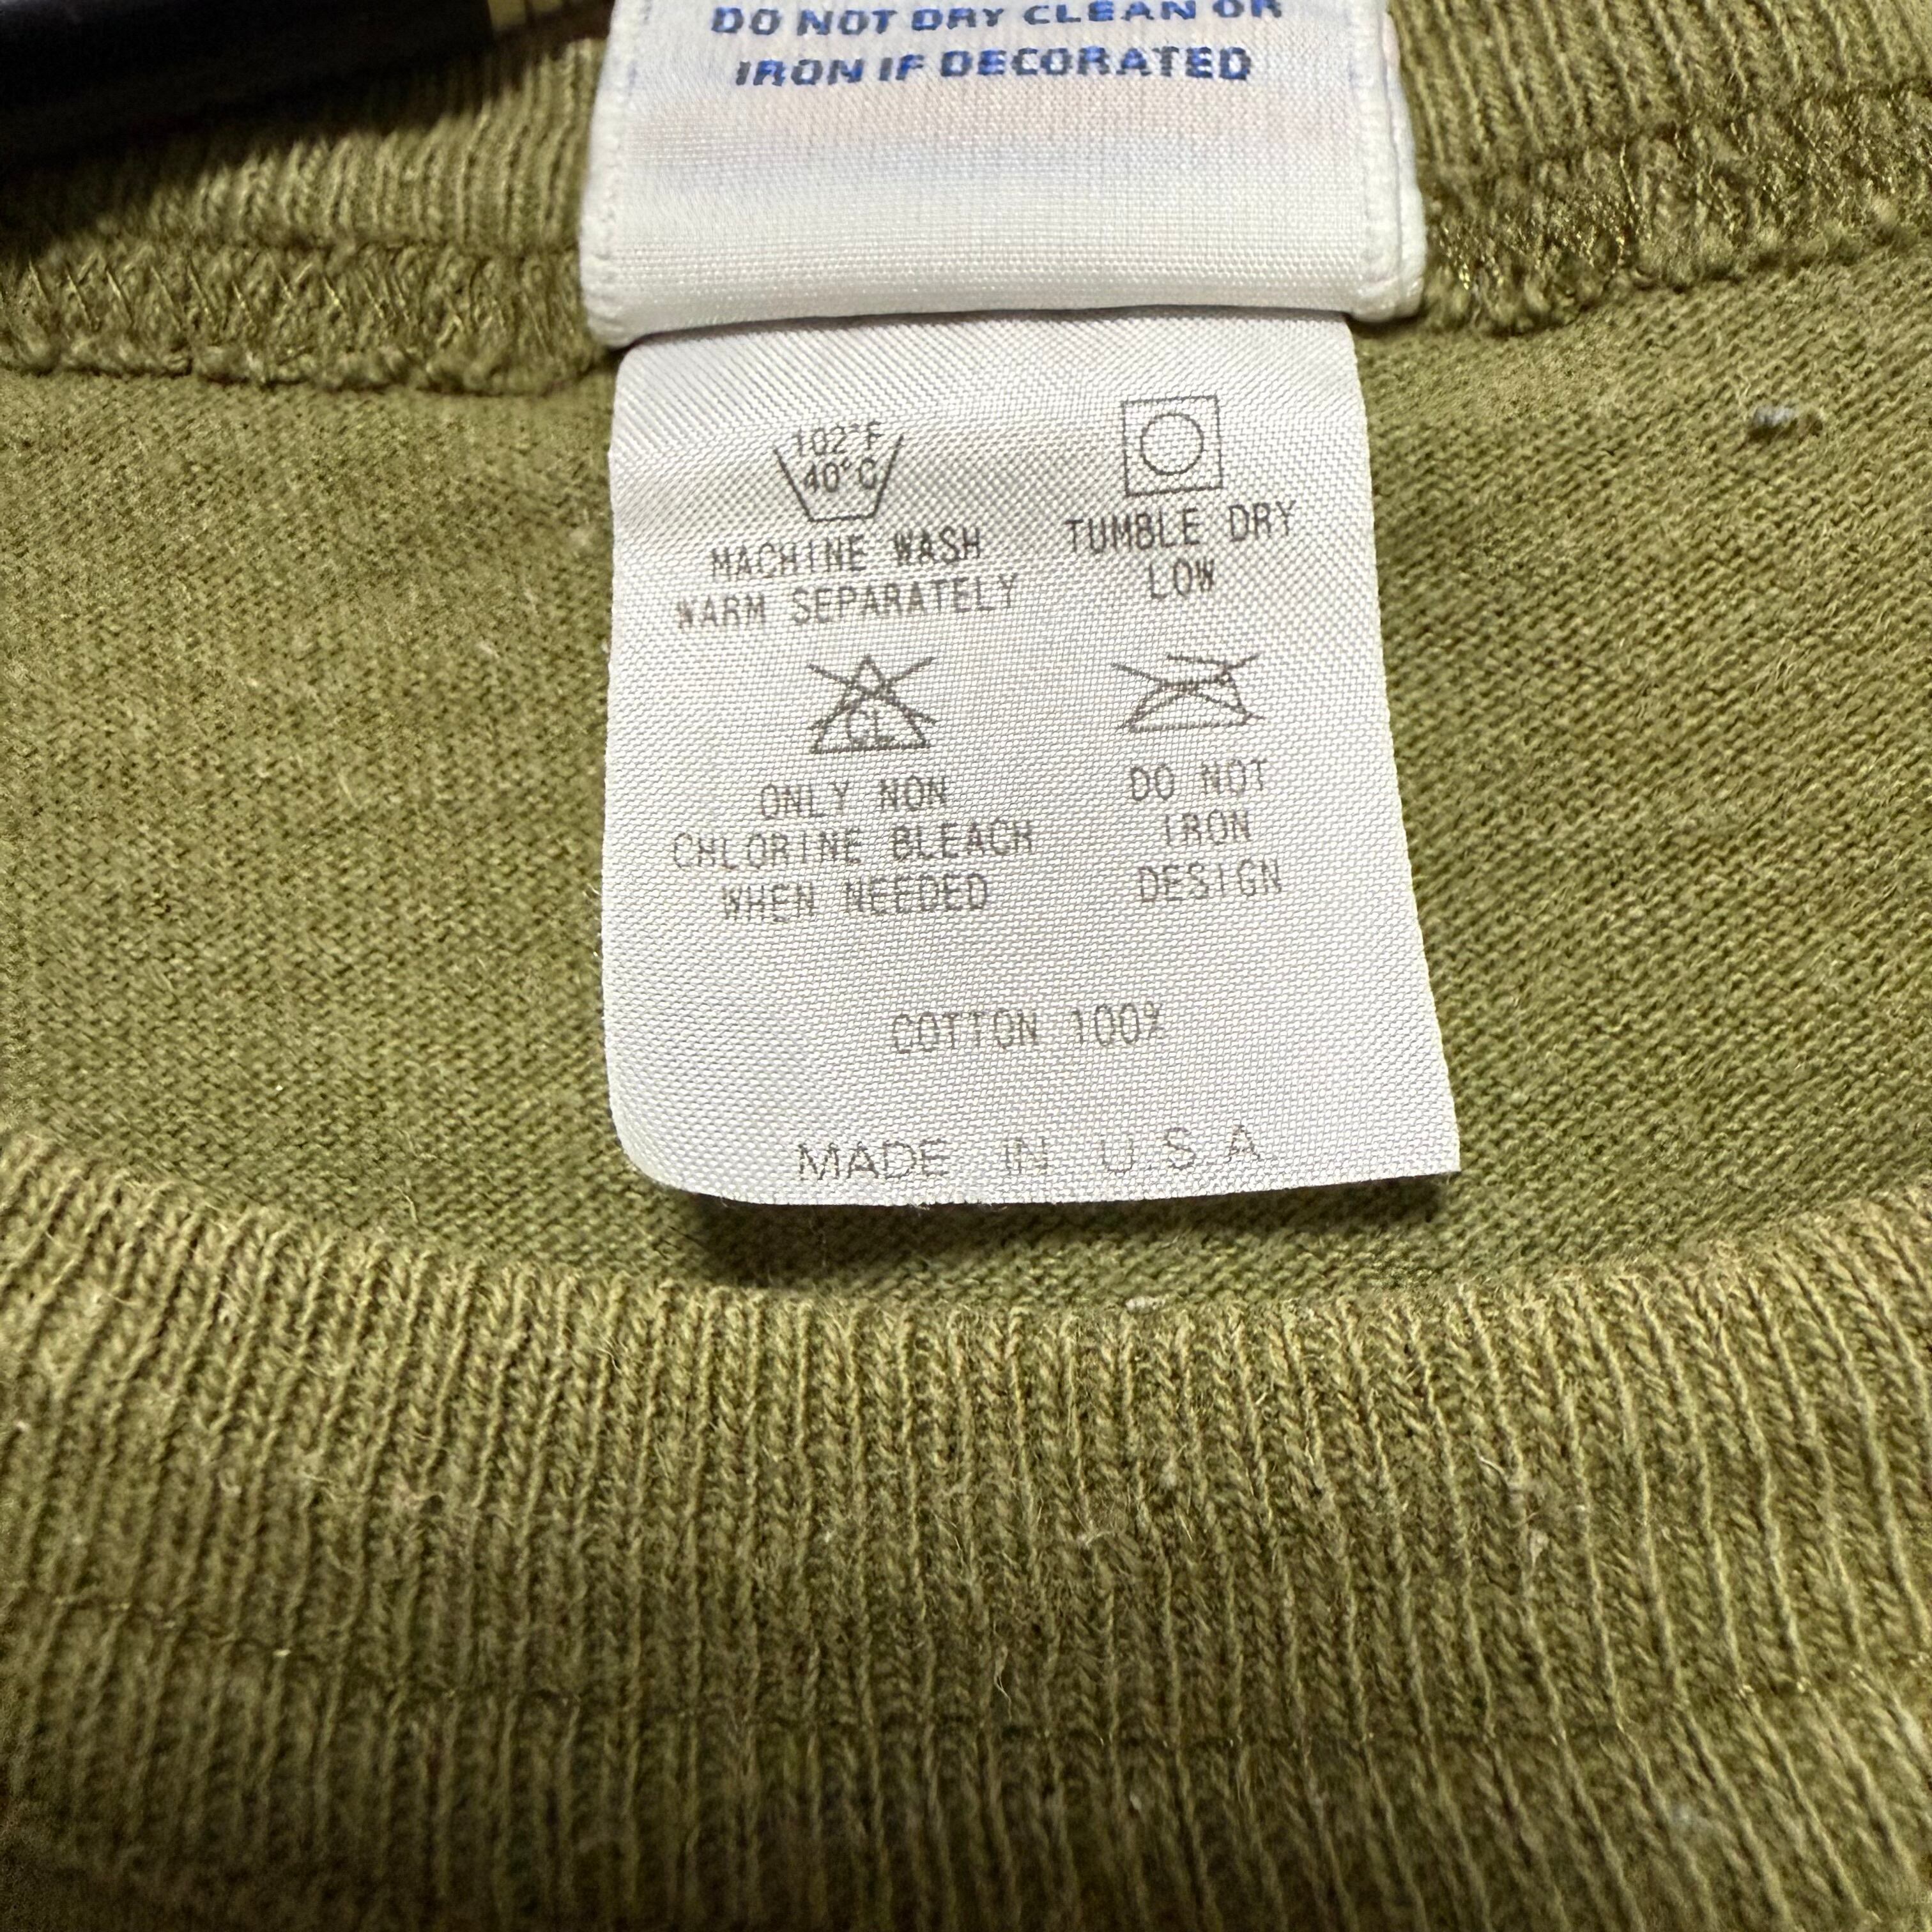 DO NOT DRY CLEAN OR
IRON IF DECORATED
102°F
40°C
MACHINE WASH
WARM SEPARATELY
TUMBLE DRY
LOW
CL
ONLY NON
CHLORINE BLEACH
WHEN NEEDED
DO NOT
IRON
DESIGN
COTTON 100%
MADE IN U.S.A.